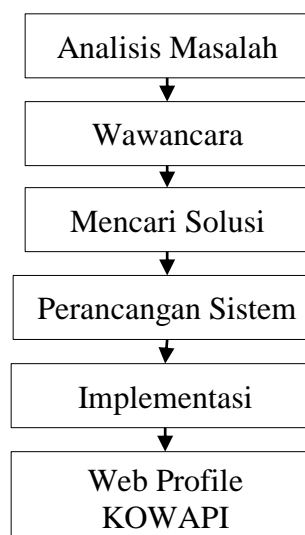 Analisis Masalah
Wawancara
Mencari Solusi
Perancangan Sistem
Implementasi
Web Profile
KOWAPI